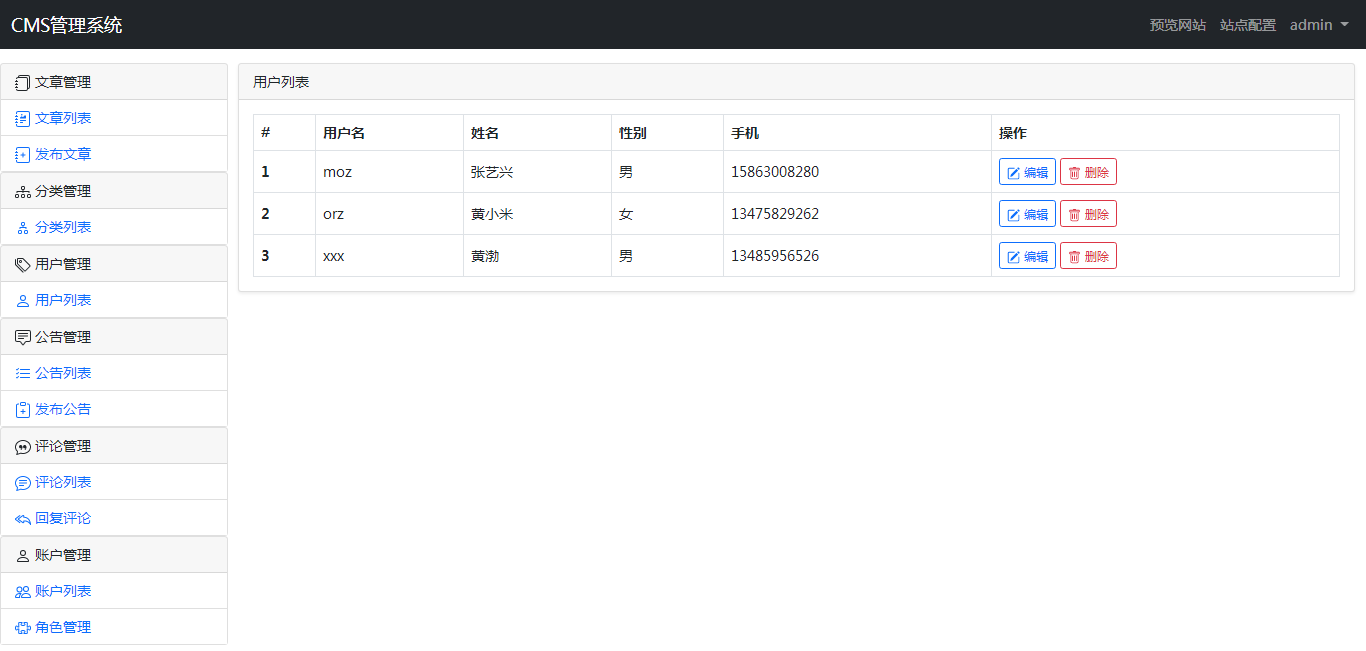 CMS管理系统
预览网站 站点配置 admin
文章管理
文章列表
发布文章
分类管理
分类列表
用户管理
用户列表
公告管理
公告列表
发布公告
评论管理
评论列表
回复评论
账户管理
账户列表
角色管理
用户列表
# 用户名 姓名 性别 手机 操作
1 moz 张艺兴 男 15863008280 编辑 删除
2 orz 黄小米 女 13475829262 编辑 删除
3 xxx 黄渤 男 13485956526 编辑 删除